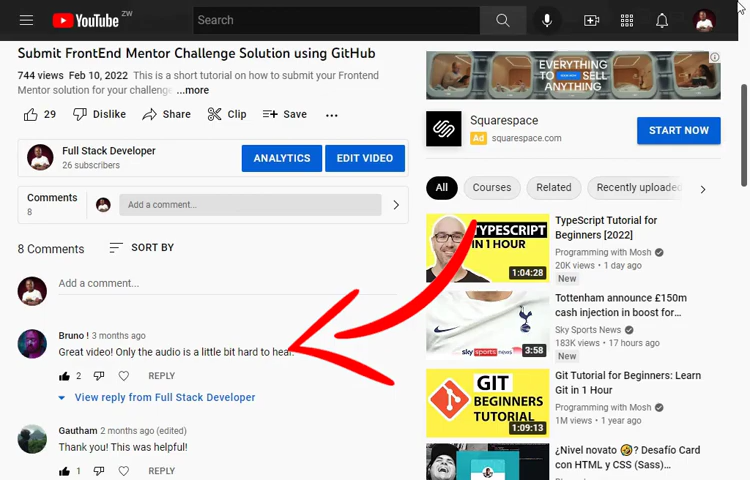 YouTube ZW
Search
Submit FrontEnd Mentor Challenge Solution using GitHub
744 views Feb 10, 2022 This is a short tutorial on how to submit your Frontend
Mentor solution for your challenge ...more
29 Dislike Share Clip Save ...
Full Stack Developer
26 subscribers
ANALYTICS
EDIT VIDEO
Comments
8
Add a comment...
8 Comments SORT BY
Add a comment...
Bruno ! 3 months ago
Great video! Only the audio is a little bit hard to hear.
2 REPLY
View reply from Full Stack Developer
Gautham 2 months ago (edited)
Thank you! This was helpful!
1 REPLY
EVERYTHING
TO SELL
ANYTHING
Squarespace
Ad squarespace.com
START NOW
All Courses Related Recently uploaded
TYPESCRIPT
IN 1 HOUR
1:04:28
TypeScript Tutorial for
Beginners [2022]
Programming with Mosh
20K views • 1 day ago
New
sky sports news
3:58
Tottenham announce £150m
cash injection in boost for...
Sky Sports News
183K views • 17 hours ago
New
GIT
BEGINNERS
TUTORIAL
1:09:13
Git Tutorial for Beginners: Learn
Git in 1 Hour
Programming with Mosh
1M views • 1 year ago
¿Nivel novato 🤣? Desafío Card
con HTML y CSS (Sass)...